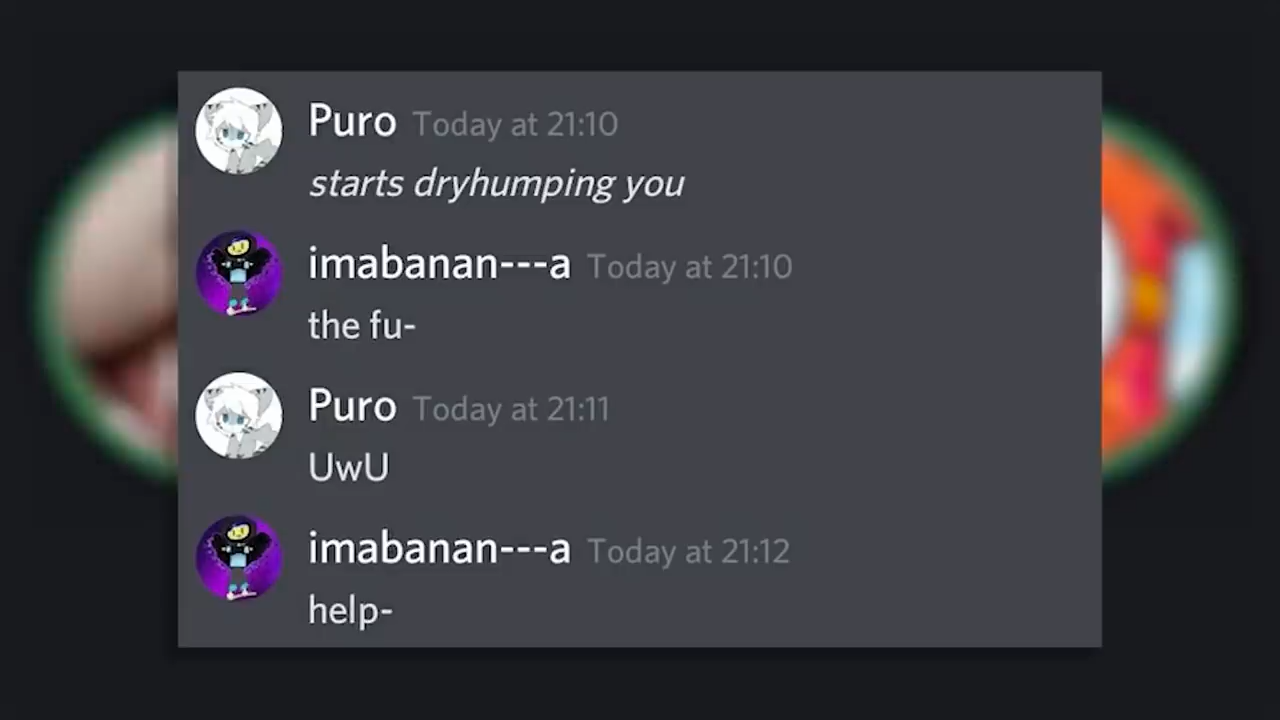 Puro Today at 21:10
starts dryhumping you
imabanan---a Today at 21:10
the fu-
Puro Today at 21:11
UwU
imabanan---a Today at 21:12
help-